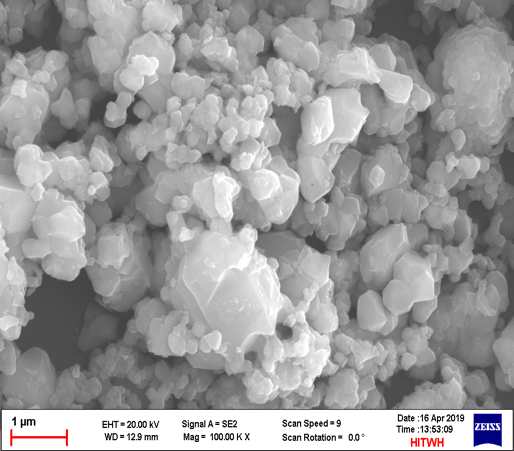 1 µm
EHT = 20.00 kV
WD = 12.9 mm
Signal A = SE2
Mag = 100.00 K X
Scan Speed = 9
Scan Rotation = 0.0 °
Date :16 Apr 2019
Time :13:53:09
HITWH
ZEISS